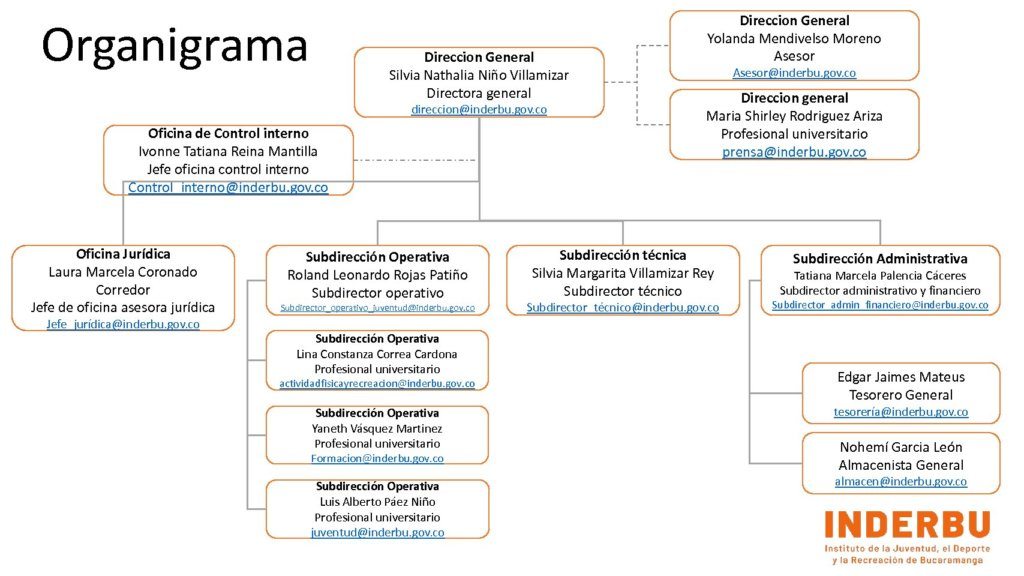 Organigrama
Direccion General
Silvia Nathalia Niño Villamizar
Directora general
direccion@inderbu.gov.co
Direccion General
Yolanda Mendivelso Moreno
Asesor
Asesor@inderbu.gov.co
Direccion general
Maria Shirley Rodriguez Ariza
Profesional universitario
prensa@inderbu.gov.co
Oficina de Control interno
Ivonne Tatiana Reina Mantilla
Jefe oficina control interno
Control_interno@inderbu.gov.co
Oficina Jurídica
Laura Marcela Coronado
Corredor
Jefe de oficina asesora jurídica
Jefe_jurídica@inderbu.gov.co
Subdirección Operativa
Roland Leonardo Rojas Patiño
Subdirector operativo
Subdirector_operativo_juventud@inderbu.gov.co
Subdirección Operativa
Lina Constanza Correa Cardona
Profesional universitario
actividadfisicayrecreacion@inderbu.gov.co
Subdirección Operativa
Yaneth Vásquez Martinez
Profesional universitario
Formacion@inderbu.gov.co
Subdirección Operativa
Luis Alberto Páez Niño
Profesional universitario
juventud@inderbu.gov.co
Subdirección técnica
Silvia Margarita Villamizar Rey
Subdirector técnico
Subdirector_técnico@inderbu.gov.co
Subdirección Administrativa
Tatiana Marcela Palencia Cáceres
Subdirector administrativo y financiero
Subdirector_admin_financiero@inderbu.gov.co
Edgar Jaimes Mateus
Tesorero General
tesorería@inderbu.gov.co
Nohemí Garcia León
Almacenista General
almacen@inderbu.gov.co
INDERBU
Instituto de la Juventud, el Deporte
y la Recreación de Bucaramanga